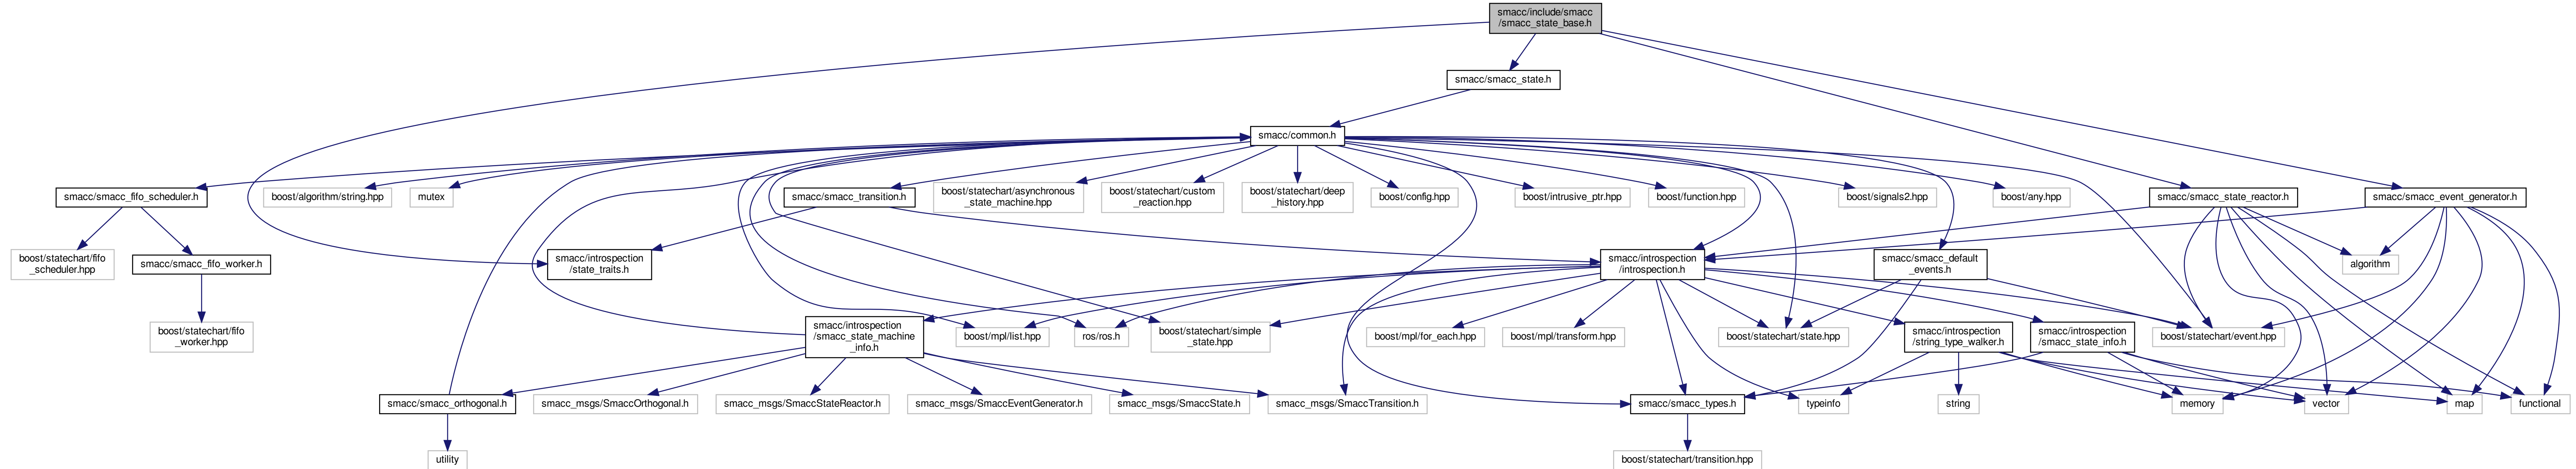 smacc/include/smacc
/smacc_state_base.h
smacc/smacc_state.h
smacc/common.h
smacc/smacc_fifo_scheduler.h
boost/algorithm/string.hpp
mutex
smacc/smacc_transition.h
boost/statechart/asynchronous
_state_machine.hpp
boost/statechart/custom
_reaction.hpp
boost/statechart/deep
_history.hpp
boost/config.hpp
boost/intrusive_ptr.hpp
boost/function.hpp
boost/signals2.hpp
boost/any.hpp
smacc/smacc_state_reactor.h
smacc/smacc_event_generator.h
boost/statechart/fifo
_scheduler.hpp
smacc/smacc_fifo_worker.h
smacc/introspection
/state_traits.h
smacc/introspection
/introspection.h
smacc/smacc_default
_events.h
algorithm
boost/statechart/fifo
_worker.hpp
smacc/introspection
/smacc_state_machine
_info.h
boost/mpl/list.hpp
ros/ros.h
boost/statechart/simple
_state.hpp
boost/mpl/for_each.hpp
boost/mpl/transform.hpp
boost/statechart/state.hpp
smacc/introspection
/string_type_walker.h
smacc/introspection
/smacc_state_info.h
boost/statechart/event.hpp
smacc/smacc_orthogonal.h
smacc_msgs/SmaccOrthogonal.h
smacc_msgs/SmaccStateReactor.h
smacc_msgs/SmaccEventGenerator.h
smacc_msgs/SmaccState.h
smacc_msgs/SmaccTransition.h
smacc/smacc_types.h
typeinfo
string
memory
vector
map
functional
utility
boost/statechart/transition.hpp